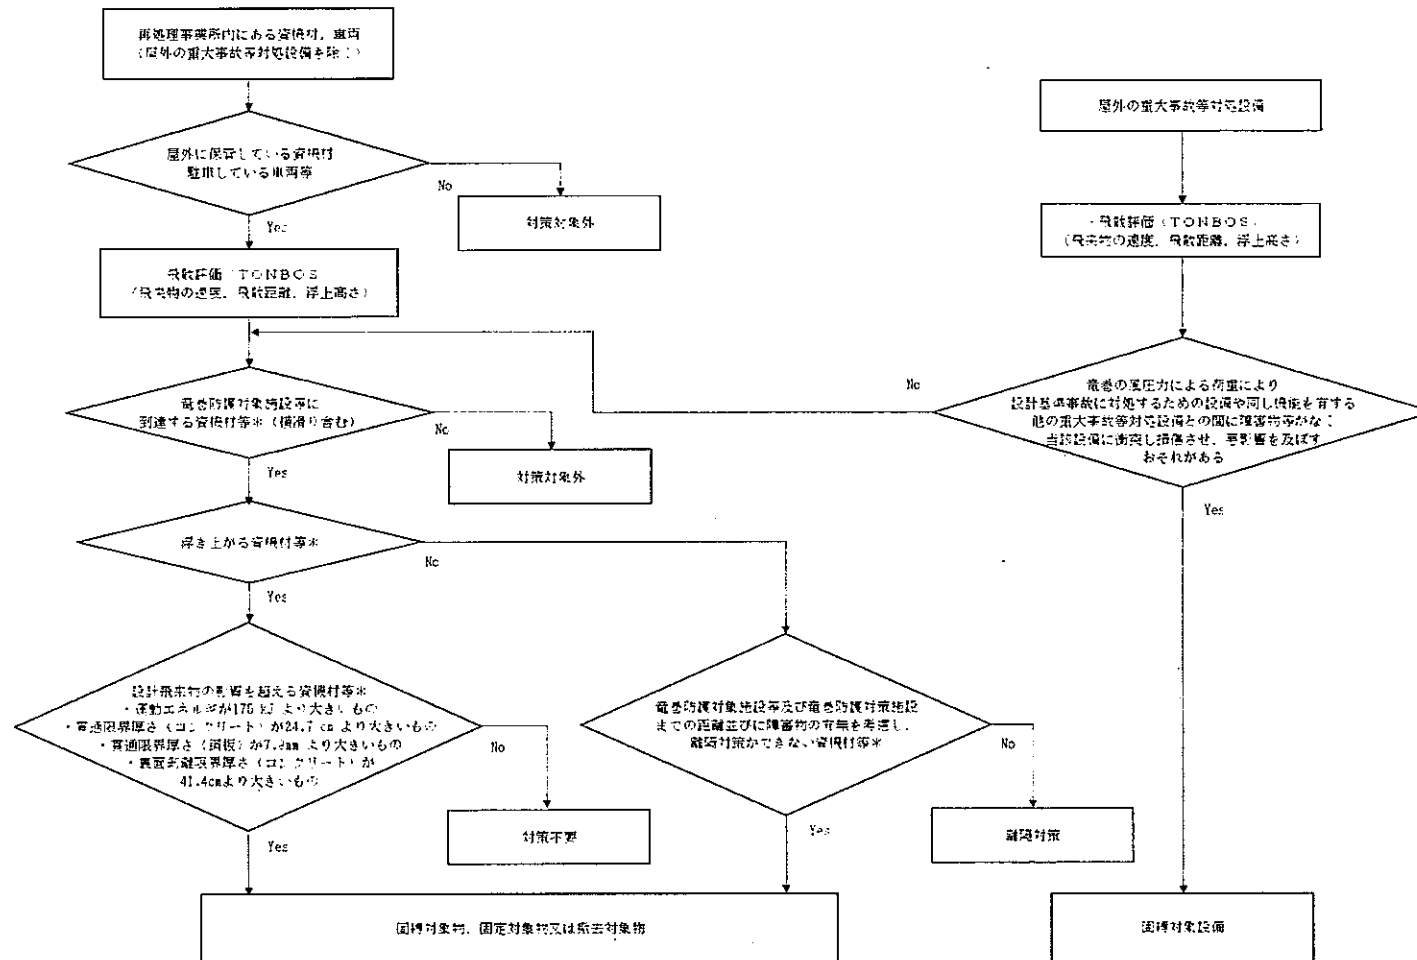 再処理事業所内にある資機材，車両
（屋外の重大事故等対処設備を除く）
屋外に保管している資機材
駐車している車両等
No
対策対象外
Yes
飛散評価（TONBOS）
（飛来物の速度，飛散距離，浮上高さ）
竜巻防護対象施設等に
到達する資機材等＊（横滑り含む）
No
対策対象外
Yes
浮き上がる資機材等＊
No
Yes
設計飛来物の影響を超える資機材等＊
・運動エネルギが176 kJ より大きいもの
・貫通限界厚さ（コンクリート）が24.7 cm より大きいもの
・貫通限界厚さ（鋼板）が mm より大きいもの
・裏面剥離限界厚さ（コンクリート）が
41.4cmより大きいもの
No
対策不要
Yes
竜巻防護対象施設等及び竜巻防護対策施設
までの距離並びに障害物の有無を考慮し，
離隔対策ができない資機材等＊
No
離隔対策
Yes
固縛対象物，固定対象物又は撤去対象物
屋外の重大事故等対処設備
・飛散評価（TONBOS）
（飛来物の速度，飛散距離，浮上高さ）
竜巻の風圧力による荷重により
設計基準事故に対処するための設備や同じ機能を有する
他の重大事故等対処設備との間に障害物等がなく
当該設備に衝突し損傷させ，悪影響を及ぼす
おそれがある
No
Yes
固縛対象設備